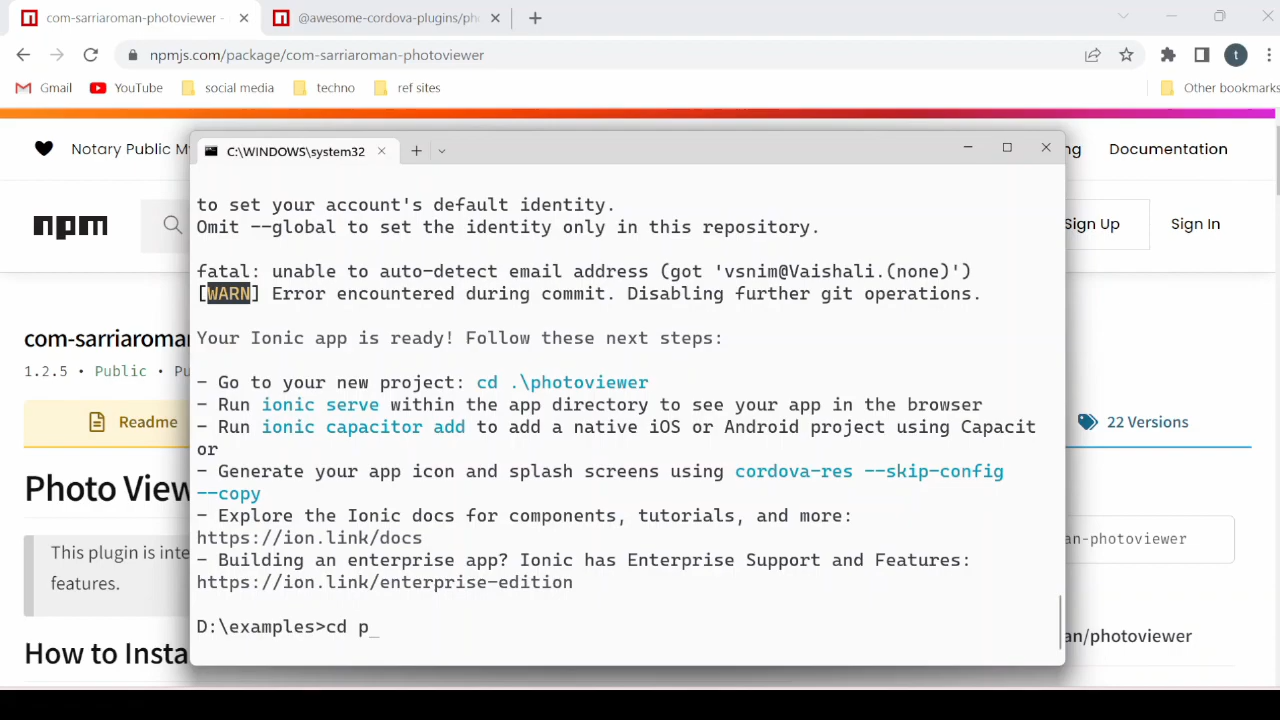 com-sarriaroman-photoviewer -
@awesome-cordova-plugins/ph
npmjs.com/package/com-sarriaroman-photoviewer
t
Gmail
YouTube
social media
techno
ref sites
Other bookmarks
Notary Public
Documentation
C:\WINDOWS\system32
npm
Sign Up
Sign In
to set your account's default identity.
Omit --global to set the identity only in this repository.
fatal: unable to auto-detect email address (got 'vsnim@Vaishali.(none)')
[WARN] Error encountered during commit. Disabling further git operations.
Your Ionic app is ready! Follow these next steps:
- Go to your new project: cd .\photoviewer
- Run ionic serve within the app directory to see your app in the browser
- Run ionic capacitor add to add a native iOS or Android project using Capacit
or
- Generate your app icon and splash screens using cordova-res --skip-config
--copy
- Explore the Ionic docs for components, tutorials, and more:
https://ion.link/docs
- Building an enterprise app? Ionic has Enterprise Support and Features:
https://ion.link/enterprise-edition
D:\examples>cd p_
com-sarriaroman
1.2.5 • Public •
Readme
22 Versions
Photo View
This plugin is inte
features.
an-photoviewer
How to Insta
an/photoviewer